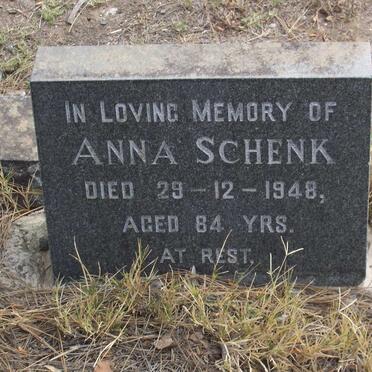 IN LOVING MEMORY OF
ANNA SCHENK
DIED 29-12-1948,
AGED 84 YRS.
AT REST.